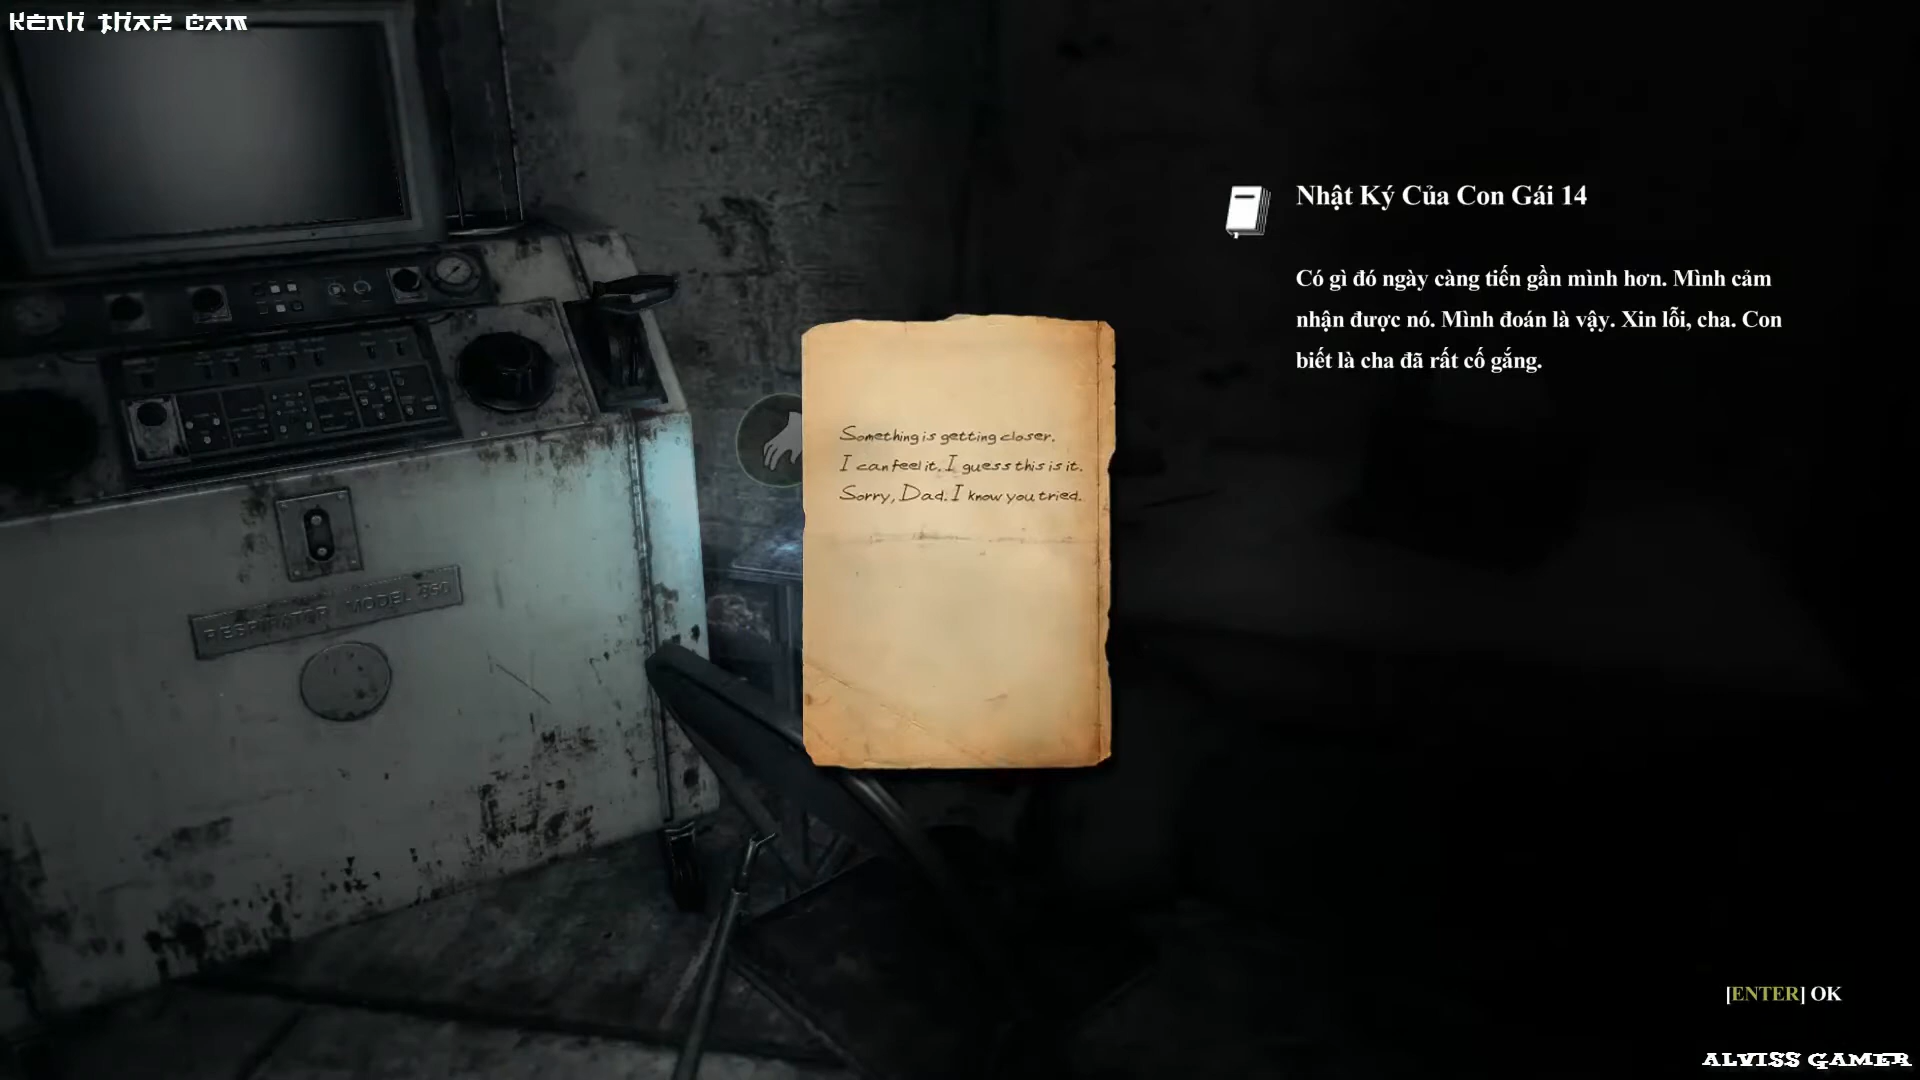 Kênh Thap Cam
Nhật Ký Của Con Gái 14
Có gì đó ngày càng tiến gần mình hơn. Mình cảm
nhận được nó. Mình đoán là vậy. Xin lỗi, cha. Con
biết là cha đã rất cố gắng.
Something is getting closer.
I can feel it. I guess this is it.
Sorry, Dad. I know you tried.
RESPIRATOR MODEL 850
[ENTER] OK
ALVISS GAMER